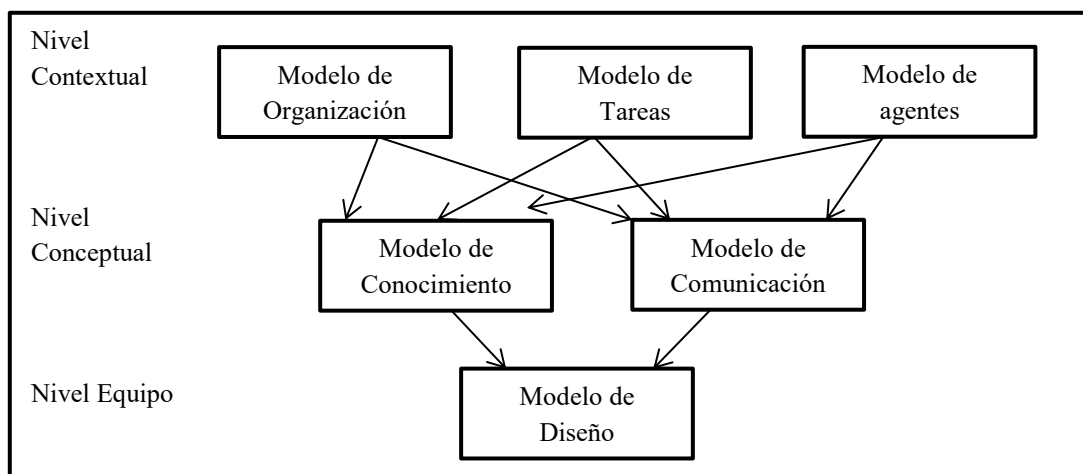 Nivel
Contextual
Modelo de
Organización
Modelo de
Tareas
Modelo de
agentes
Nivel
Conceptual
Modelo de
Conocimiento
Modelo de
Comunicación
Nivel Equipo
Modelo de
Diseño